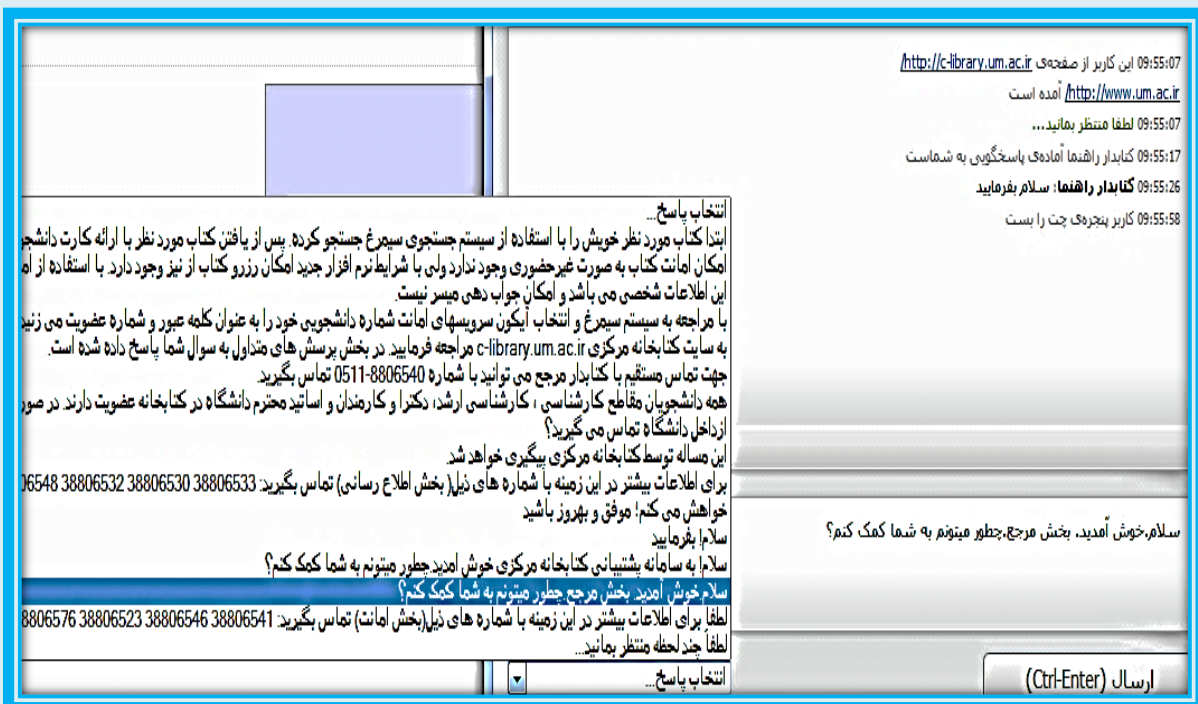 09:55:07 این کاربر از صفحه‌ی http://c-library.um.ac.ir/
http://www.um.ac.ir/ آمده است
09:55:07 لطفا منتظر بمانید...
09:55:17 کتابدار راهنما آماده‌ی پاسخگویی به شماست
09:55:26 کتابدار راهنما: سلام بفرمایید
09:55:58 کاربر پنجره‌ی چت را بست
سلام.خوش آمدید. بخش مرجع.چطور میتونم به شما کمک کنم؟
ارسال (Ctrl-Enter)
انتخاب پاسخ...
ابتدا کتاب مورد نظر خویش را با استفاده از سیستم جستجوی سیمرغ جستجو کرده. پس از یافتن کتاب مورد نظر با ارائه کارت دانشجو
امکان امانت کتاب به صورت غیرحضوری وجود ندارد ولی با شرایط نرم افزار جدید امکان رزرو کتاب از نیز وجود دارد. با استفاده از
این اطلاعات شخصی می باشد و امکان جواب دهی میسر نیست.
با مراجعه به سیستم سیمرغ و انتخاب آیکون سرویسهای امانت شماره دانشجویی خود را به عنوان کلمه عبور و شماره عضویت می زنید
به سایت کتابخانه مرکزی c-library.um.ac.ir مراجعه فرمایید. در بخش پرسش های متداول به سوال شما پاسخ داده شده است.
جهت تماس مستقیم با کتابدار مرجع می توانید با شماره 8806540-0511 تماس بگیرید.
همه دانشجویان مقاطع کارشناسی ، کارشناسی ارشد، دکترا و کارمندان و اساتید محترم دانشگاه در کتابخانه عضویت دارند. در صور
ازداخل دانشگاه تماس می گیرید؟
این مساله توسط کتابخانه مرکزی پیگیری خواهد شد.
برای اطلاعات بیشتر در این زمینه با شماره های ذیل( بخش اطلاع رسانی) تماس بگیرید: 38806533 38806530 38806532 06548
خواهش می کنم؛ موفق و بهروز باشید
سلام! بفرمایید
سلام! به سامانه پشتیبانی کتابخانه مرکزی خوش امدید.چطور میتونم به شما کمک کنم؟
سلام.خوش آمدید. بخش مرجع.چطور میتونم به شما کمک کنم؟
لطفاً برای اطلاعات بیشتر در این زمینه با شماره های ذیل(بخش امانت) تماس بگیرید: 38806541 38806546 38806523 8806576
لطفاً چند لحظه منتظر بمانید...
انتخاب پاسخ...